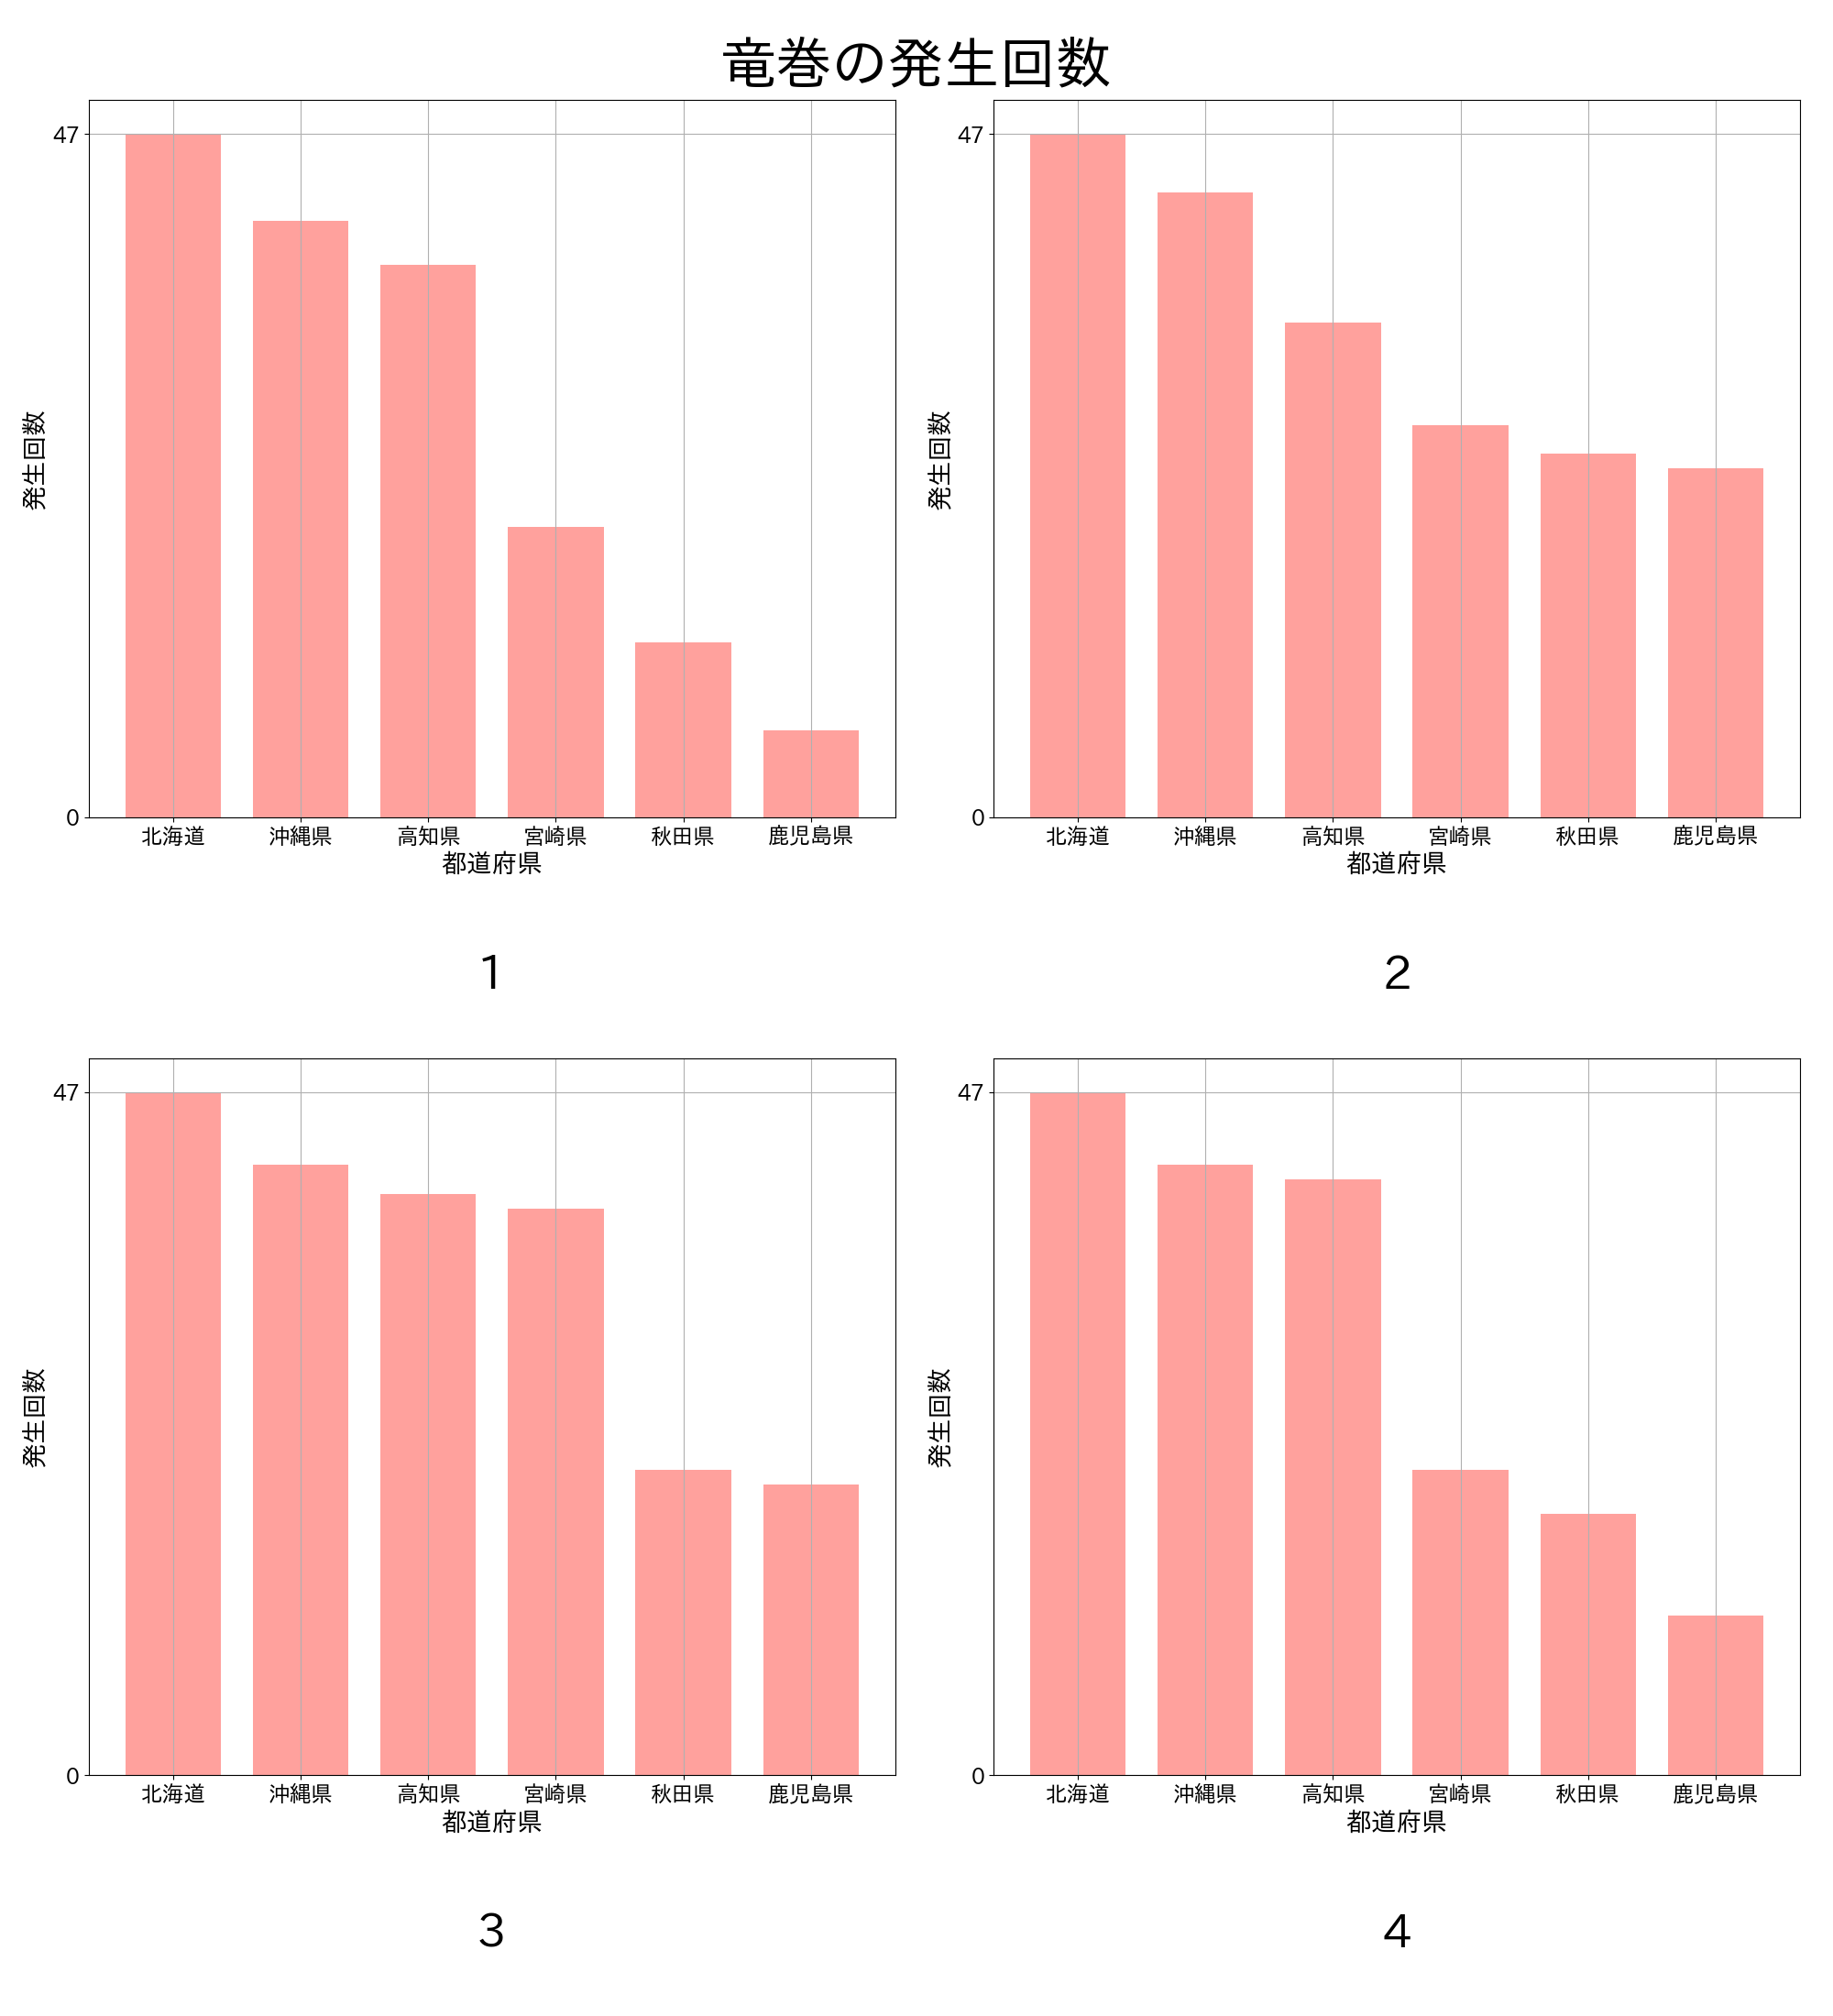 竜巻の発生回数
47
0
発生回数
北海道 沖縄県 高知県 宮崎県 秋田県 鹿児島県
都道府県
1
47
0
発生回数
北海道 沖縄県 高知県 宮崎県 秋田県 鹿児島県
都道府県
2
47
0
発生回数
北海道 沖縄県 高知県 宮崎県 秋田県 鹿児島県
都道府県
3
47
0
発生回数
北海道 沖縄県 高知県 宮崎県 秋田県 鹿児島県
都道府県
4